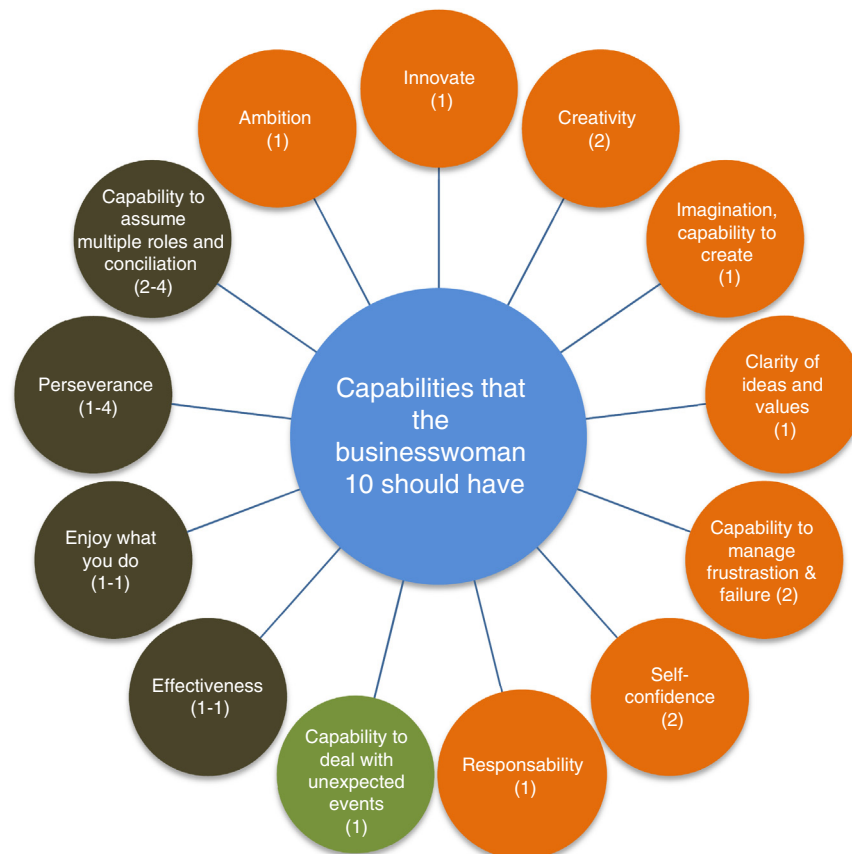 Innovate
(1)
Creativity
(2)
Imagination,
capability to
create
(1)
Clarity of
ideas and
values
(1)
Capability to
manage
frustrastion &
failure (2)
Self-
confidence
(2)
Responsability
(1)
Capability to
deal with
unexpected
events
(1)
Effectiveness
(1-1)
Enjoy what
you do
(1-1)
Perseverance
(1-4)
Capability to
assume
multiple roles and
conciliation
(2-4)
Ambition
(1)
Capabilities that
the
businesswoman
10 should have